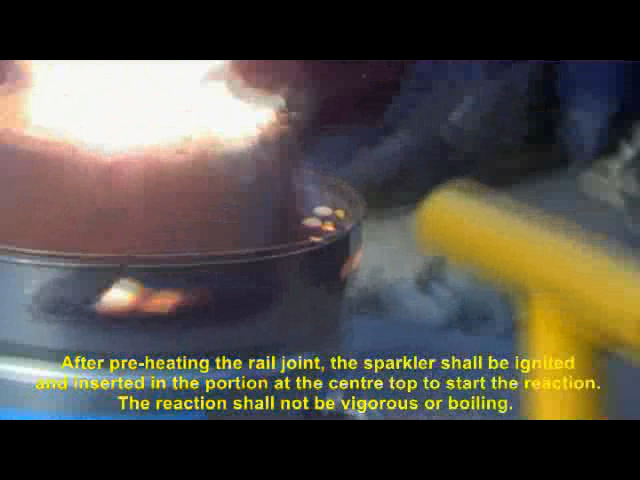 After pre-heating the rail joint, the sparkler shall be ignited
and inserted in the portion at the centre top to start the reaction.
The reaction shall not be vigorous or boiling.